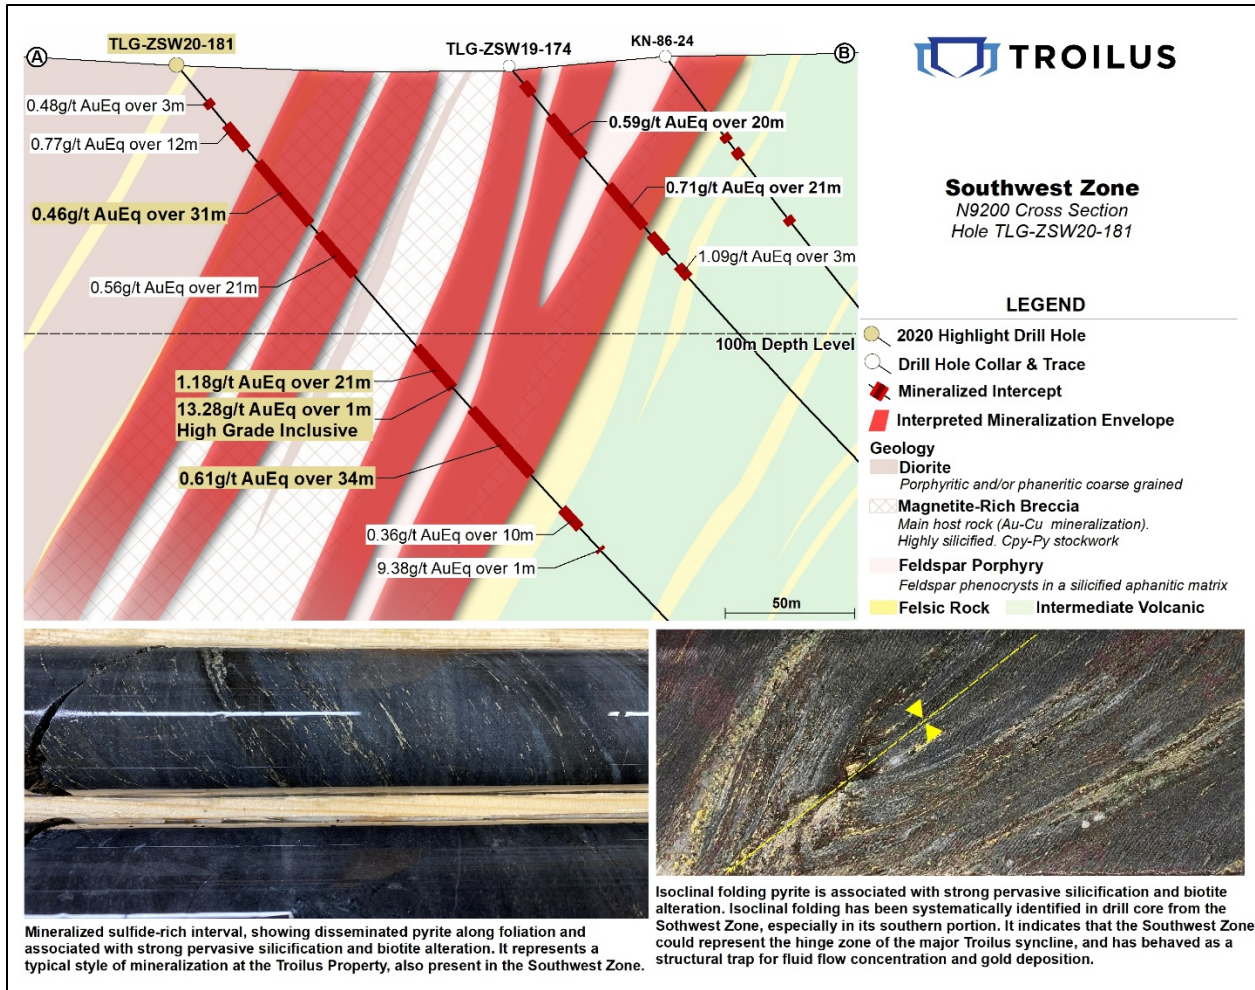 TROILUS
Southwest Zone
N9200 Cross Section
Hole TLG-ZSW20-181
A
TLG-ZSW20-181
TLG-ZSW19-174
KN-86-24
B
0.48g/t AuEq over 3m
0.77g/t AuEq over 12m
0.46g/t AuEq over 31m
0.56g/t AuEq over 21m
0.59g/t AuEq over 20m
0.71g/t AuEq over 21m
1.09g/t AuEq over 3m
100m Depth Level
1.18g/t AuEq over 21m
13.28g/t AuEq over 1m
High Grade Inclusive
0.61g/t AuEq over 34m
0.36g/t AuEq over 10m
9.38g/t AuEq over 1m
50m
LEGEND
2020 Highlight Drill Hole
Drill Hole Collar & Trace
Mineralized Intercept
Interpreted Mineralization Envelope
Geology
Diorite
Porphyritic and/or phaneritic coarse grained
Magnetite-Rich Breccia
Main host rock (Au-Cu mineralization).
Highly silicified. Cpy-Py stockwork
Feldspar Porphyry
Feldspar phenocrysts in a silicified aphanitic matrix
Felsic Rock
Intermediate Volcanic
Mineralized sulfide-rich interval, showing disseminated pyrite along foliation and
associated with strong pervasive silicification and biotite alteration. It represents a
typical style of mineralization at the Troilus Property, also present in the Southwest Zone.
Isoclinal folding pyrite is associated with strong pervasive silicification and biotite
alteration. Isoclinal folding has been systematically identified in drill core from the
Sothwest Zone, especially in its southern portion. It indicates that the Southwest Zone
could represent the hinge zone of the major Troilus syncline, and has behaved as a
structural trap for fluid flow concentration and gold deposition.